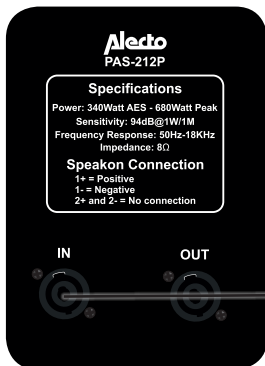 Alecto
PAS-212P
Specifications
Power: 340Watt AES - 680Watt Peak
Sensitivity: 94dB@1W/1M
Frequency Response: 50Hz-18KHz
Impedance: 8Ω
Speakon Connection
1+ = Positive
1- = Negative
2+ and 2- = No connection
IN
OUT